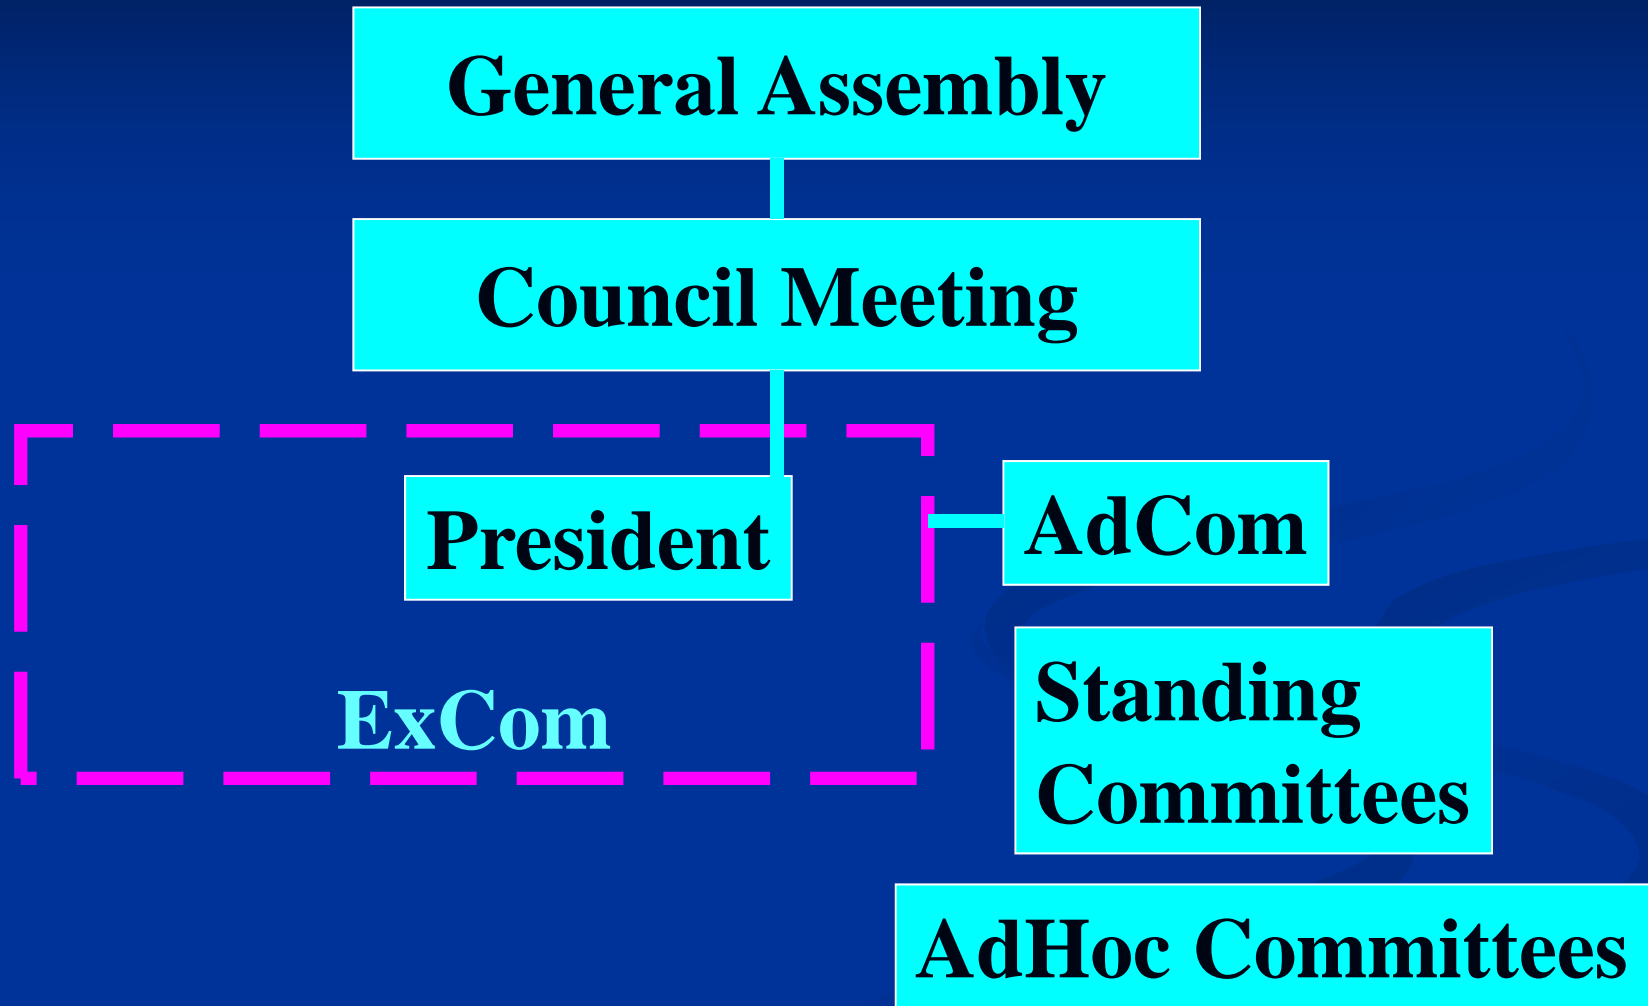 General Assembly
Council Meeting
President
AdCom
ExCom
Standing
Committees
AdHoc Committees